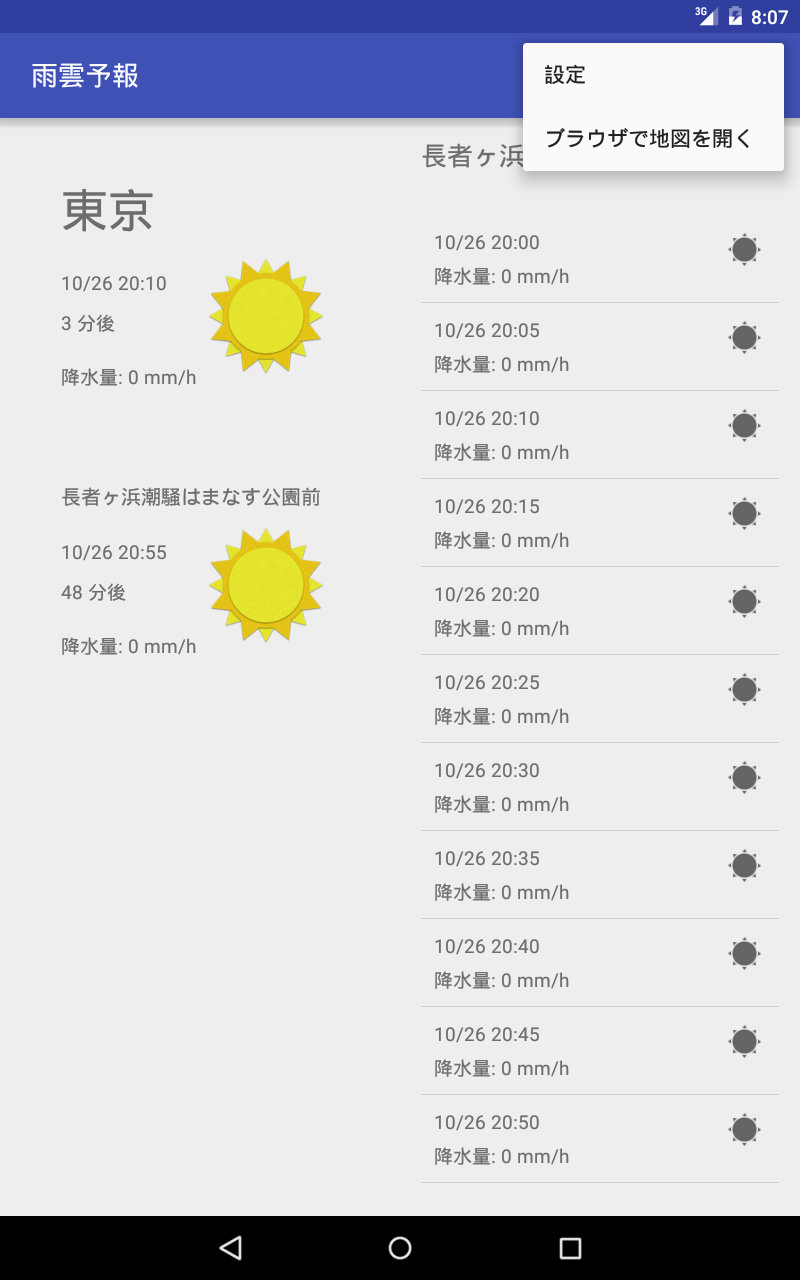 3G 8:07
雨雲予報
設定
ブラウザで地図を開く
東京
10/26 20:10
3 分後
降水量: 0 mm/h
長者ヶ浜潮騒はまなす公園前
10/26 20:55
48 分後
降水量: 0 mm/h
長者ヶ浜
10/26 20:00
降水量: 0 mm/h
10/26 20:05
降水量: 0 mm/h
10/26 20:10
降水量: 0 mm/h
10/26 20:15
降水量: 0 mm/h
10/26 20:20
降水量: 0 mm/h
10/26 20:25
降水量: 0 mm/h
10/26 20:30
降水量: 0 mm/h
10/26 20:35
降水量: 0 mm/h
10/26 20:40
降水量: 0 mm/h
10/26 20:45
降水量: 0 mm/h
10/26 20:50
降水量: 0 mm/h